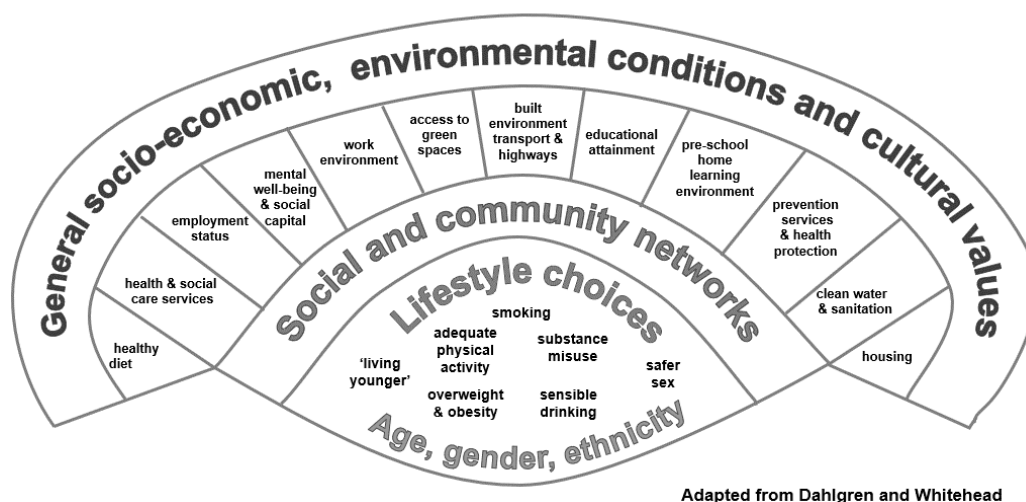 General socio-economic, environmental conditions and cultural values
healthy
diet
health & social
care services
employment
status
mental
well-being
& social
capital
work
environment
access to
green
spaces
built
environment
transport &
highways
educational
attainment
pre-school
home
learning
environment
prevention
services
& health
protection
clean water
& sanitation
housing
Social and community networks
Lifestyle choices
smoking
'living
younger'
adequate
physical
activity
substance
misuse
safer
sex
overweight
& obesity
sensible
drinking
Age, gender, ethnicity
Adapted from Dahlgren and Whitehead